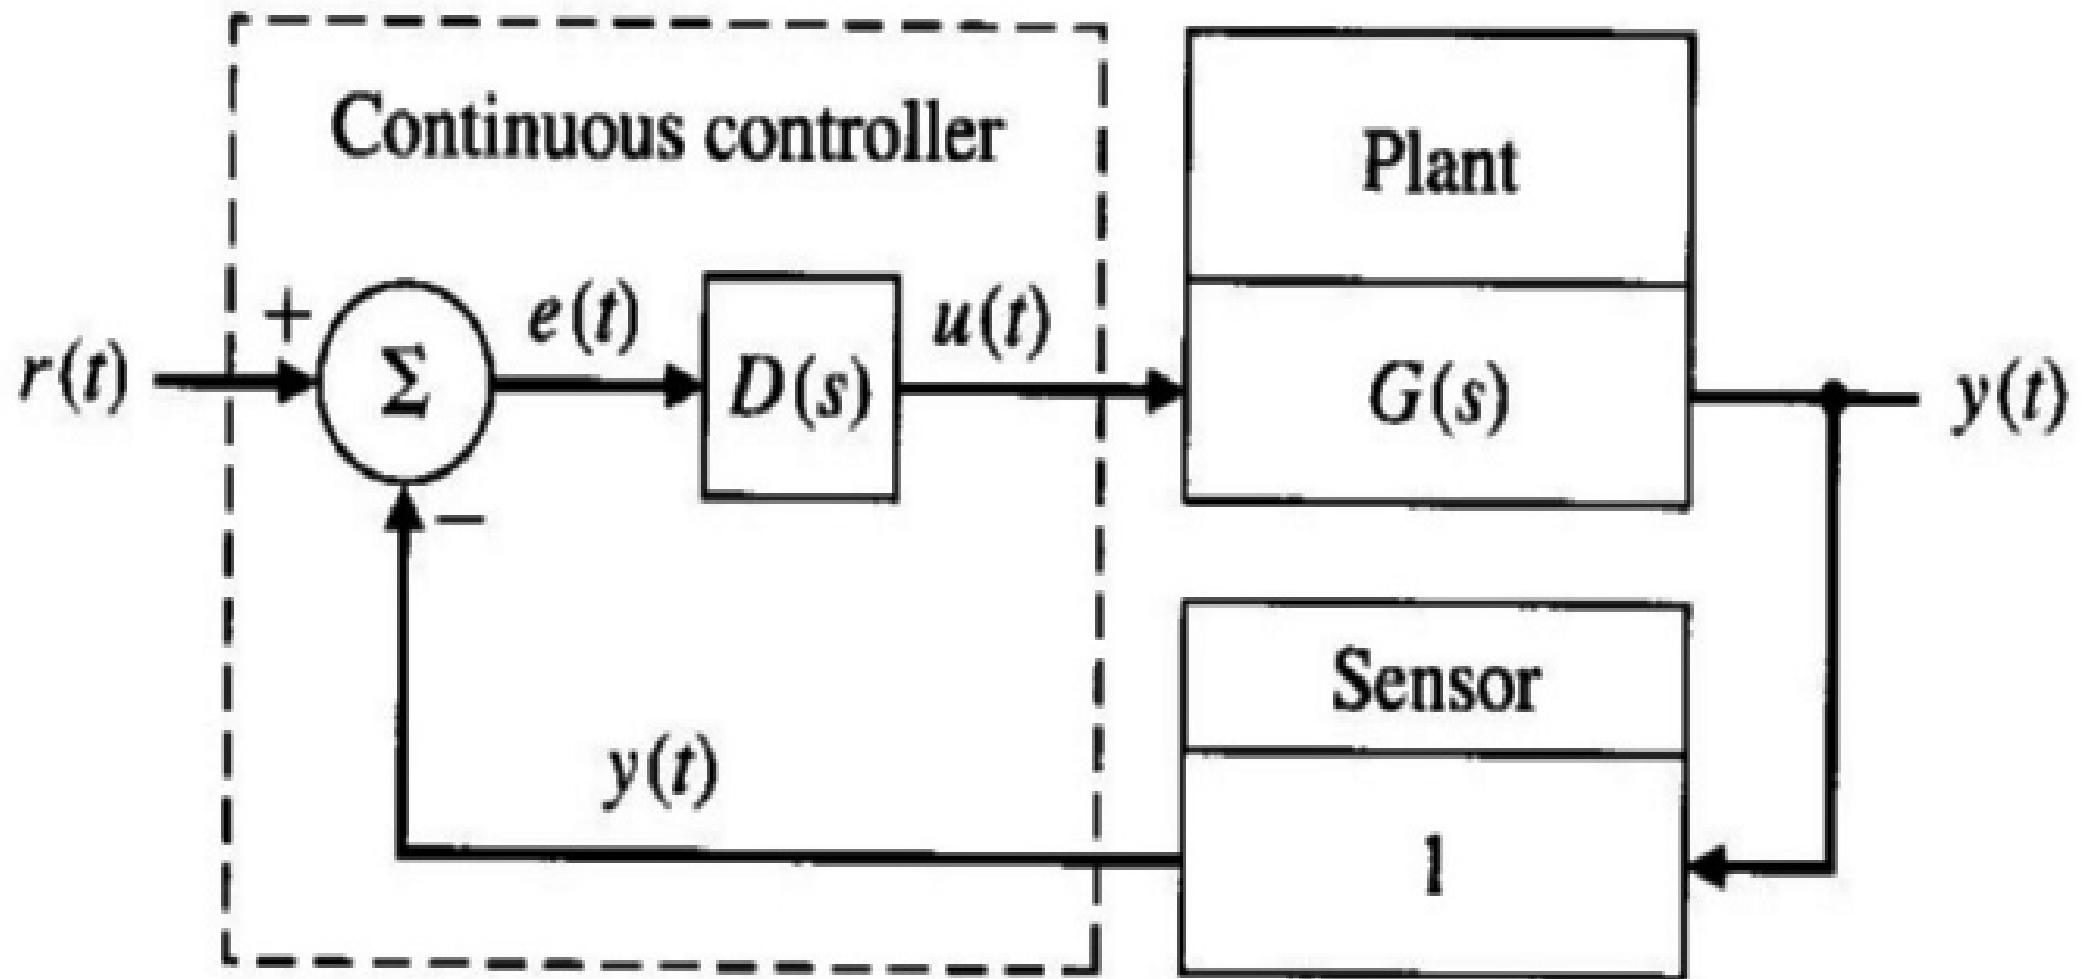 Continuous controller
Plant
+
r(t)
Σ
e(t)
D(s)
u(t)
G(s)
y(t)
−
Sensor
y(t)
1